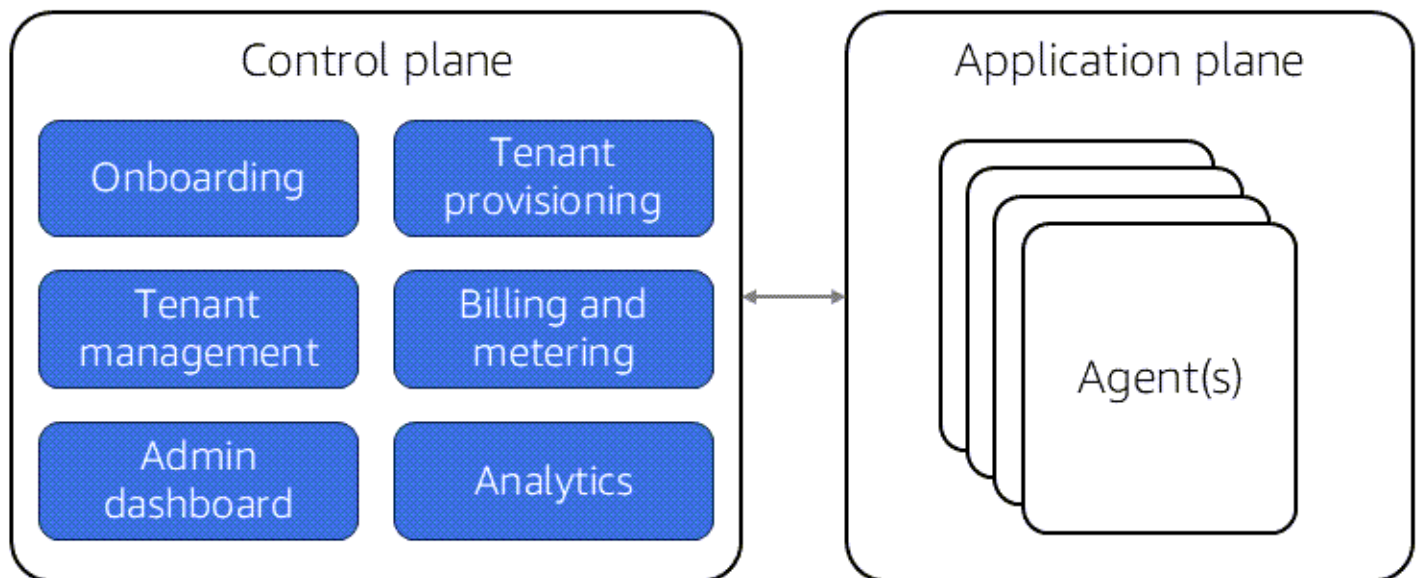 Control plane
Onboarding
Tenant
provisioning
Tenant
management
Billing and
metering
Admin
dashboard
Analytics
Application plane
Agent(s)